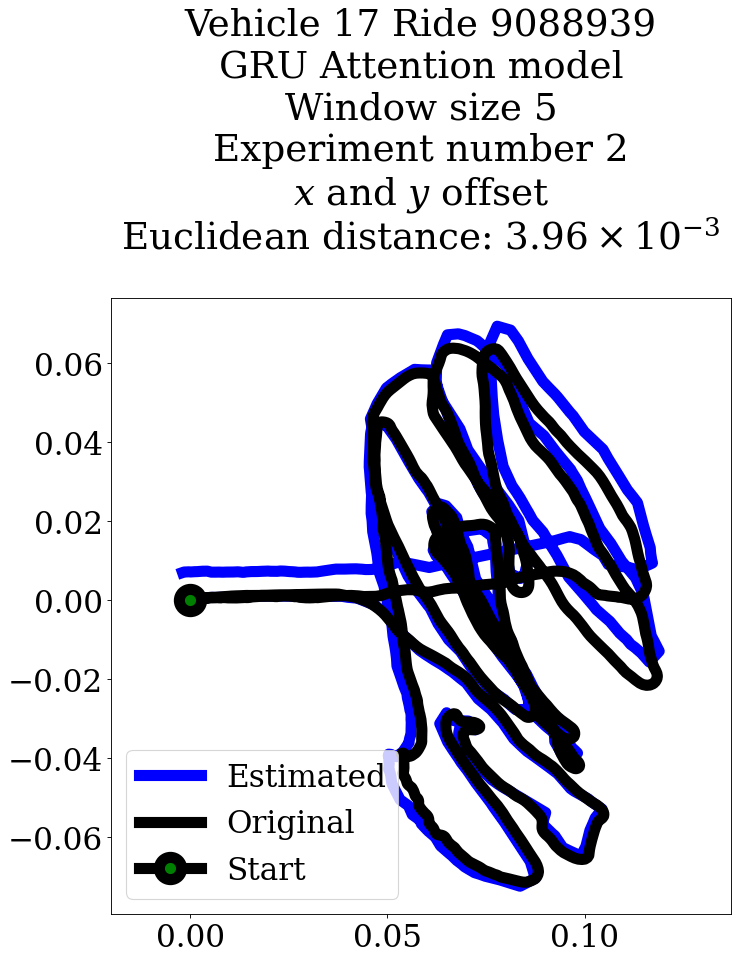 Vehicle 17 Ride 9088939
GRU Attention model
Window size 5
Experiment number 2
x and y offset
Euclidean distance: 3.96 × 10⁻³
0.06
0.04
0.02
0.00
−0.02
−0.04
−0.06
Estimated
Original
Start
0.00 0.05 0.10